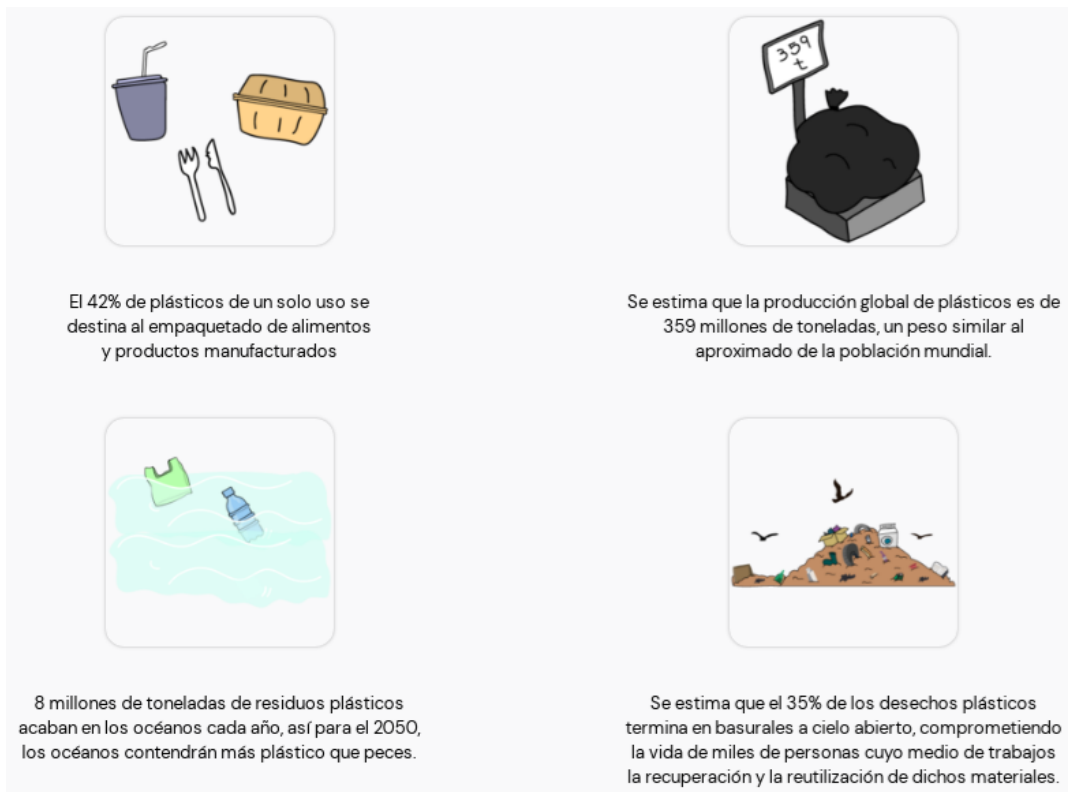 359
t
El 42% de plásticos de un solo uso se
destina al empaquetado de alimentos
y productos manufacturados
Se estima que la producción global de plásticos es de
359 millones de toneladas, un peso similar al
aproximado de la población mundial.
8 millones de toneladas de residuos plásticos
acaban en los océanos cada año, así para el 2050,
los océanos contendrán más plástico que peces.
Se estima que el 35% de los desechos plásticos
termina en basurales a cielo abierto, comprometiendo
la vida de miles de personas cuyo medio de trabajos
la recuperación y la reutilización de dichos materiales.